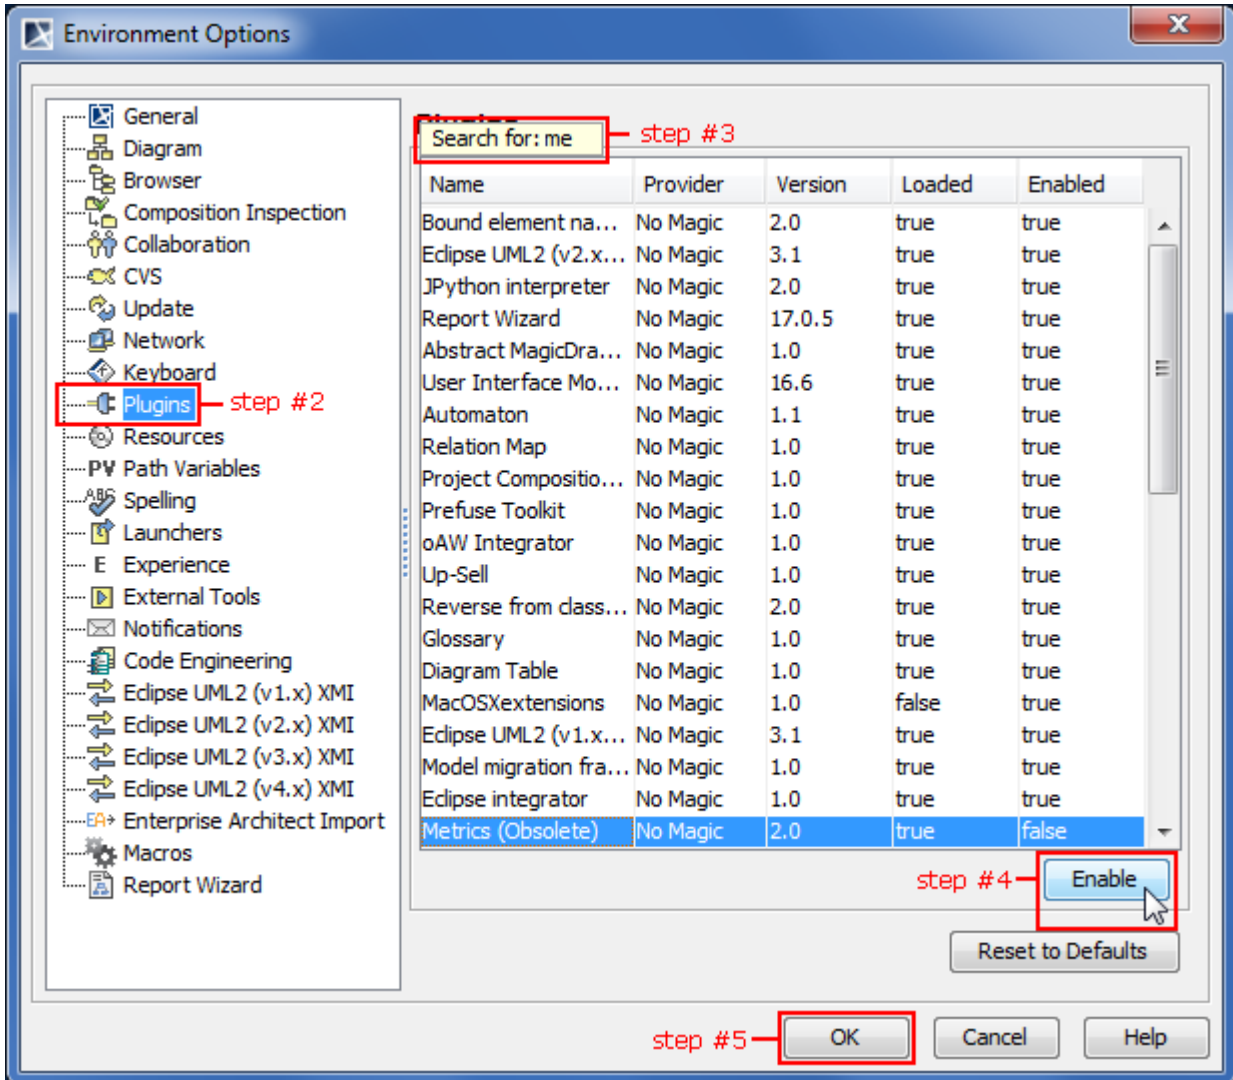 Environment Options
General
Diagram
Browser
Composition Inspection
Collaboration
CVS
Update
Network
Keyboard
Plugins
step #2
Resources
PV Path Variables
ABC Spelling
Launchers
E Experience
External Tools
Notifications
Code Engineering
Eclipse UML2 (v1.x) XMI
Eclipse UML2 (v2.x) XMI
Eclipse UML2 (v3.x) XMI
Eclipse UML2 (v4.x) XMI
EA Enterprise Architect Import
Macros
Report Wizard
Search for: me
step #3
Name Provider Version Loaded Enabled
Bound element na... No Magic 2.0 true true
Eclipse UML2 (v2.x... No Magic 3.1 true true
JPython interpreter No Magic 2.0 true true
Report Wizard No Magic 17.0.5 true true
Abstract MagicDra... No Magic 1.0 true true
User Interface Mo... No Magic 16.6 true true
Automaton No Magic 1.1 true true
Relation Map No Magic 1.0 true true
Project Compositio... No Magic 1.0 true true
Prefuse Toolkit No Magic 1.0 true true
oAW Integrator No Magic 1.0 true true
Up-Sell No Magic 1.0 true true
Reverse from class... No Magic 2.0 true true
Glossary No Magic 1.0 true true
Diagram Table No Magic 1.0 true true
MacOSXextensions No Magic 1.0 false true
Eclipse UML2 (v1.x... No Magic 3.1 true true
Model migration fra... No Magic 1.0 true true
Eclipse integrator No Magic 1.0 true true
Metrics (Obsolete) No Magic 2.0 true false
step #4 Enable
Reset to Defaults
step #5 OK Cancel Help